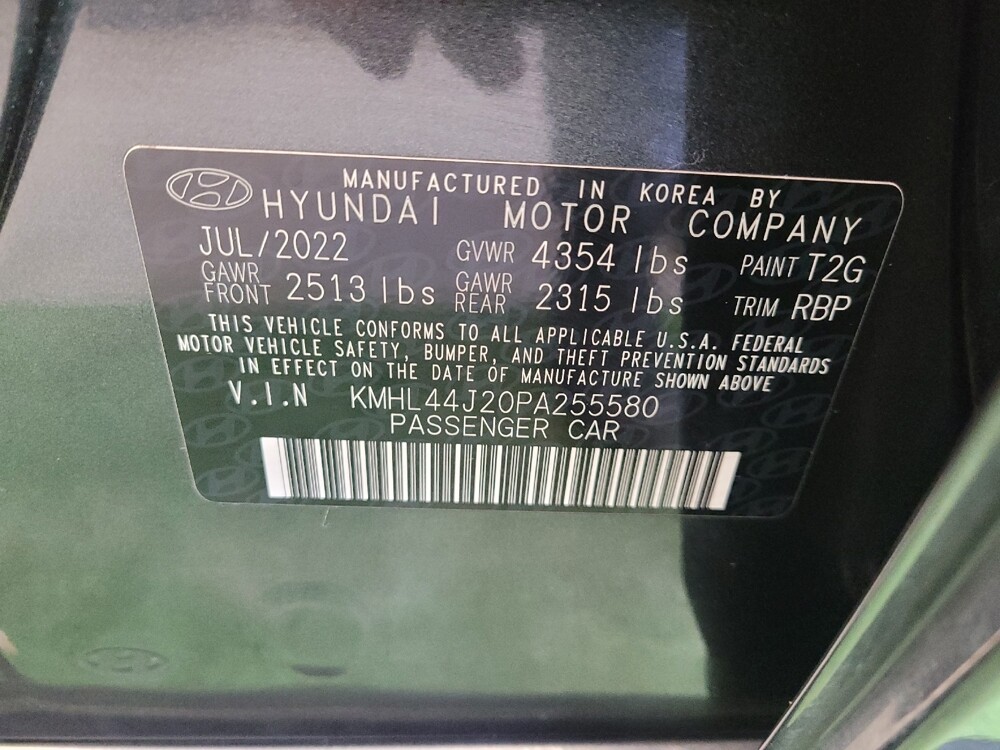 MANUFACTURED IN KOREA BY
HYUNDAI MOTOR COMPANY
JUL/2022 GVWR 4354 lbs PAINT T2G
GAWR FRONT 2513 lbs GAWR REAR 2315 lbs TRIM RBP
THIS VEHICLE CONFORMS TO ALL APPLICABLE U.S.A. FEDERAL
MOTOR VEHICLE SAFETY, BUMPER, AND THEFT PREVENTION STANDARDS
IN EFFECT ON THE DATE OF MANUFACTURE SHOWN ABOVE
V.I.N KMHL44J20PA255580
PASSENGER CAR